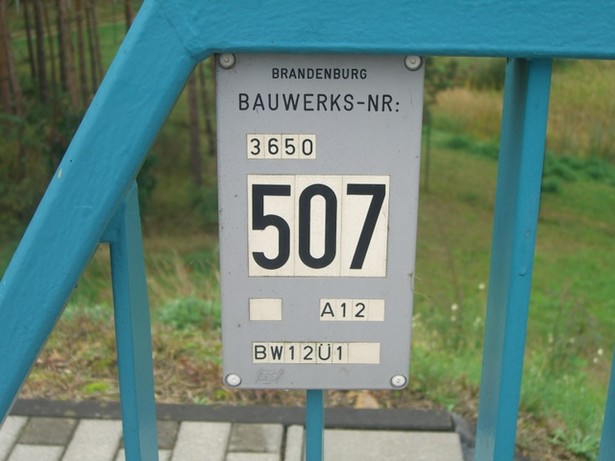 BRANDENBURG
BAUWERKS-NR:
3650
507
A12
BW12Ü1